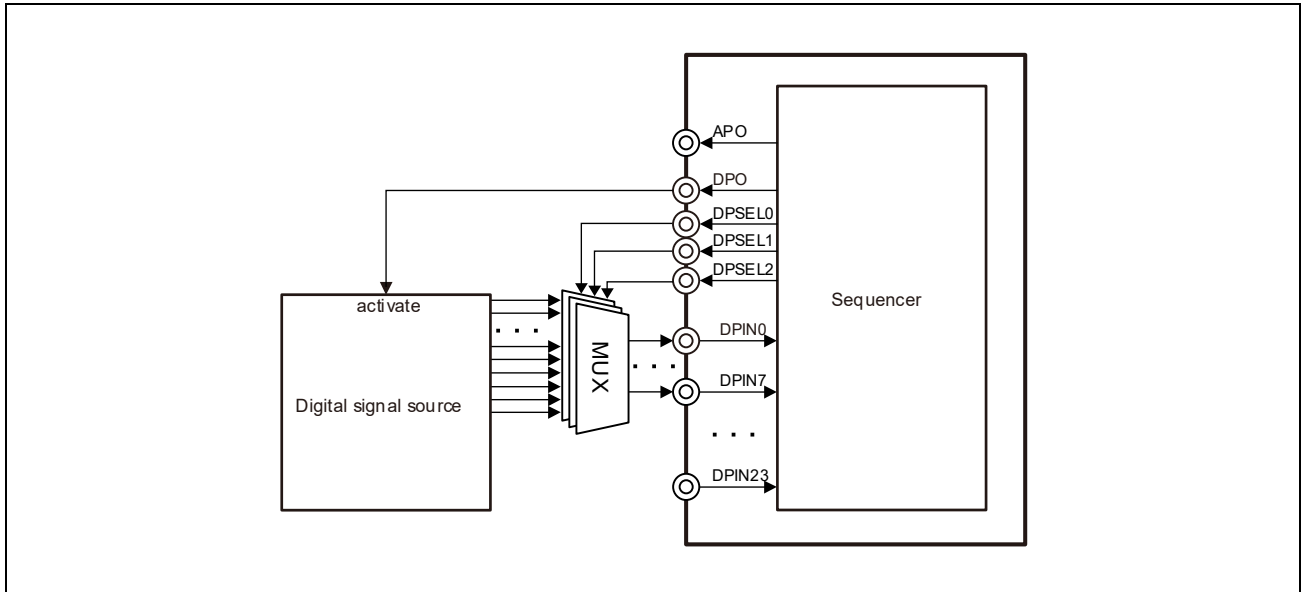 APO
DPO
DPSEL0
DPSEL1
DPSEL2
activate
Sequencer
. . .
DPIN0
MUX
. . .
DPIN7
Digital signal source
. . .
DPIN23